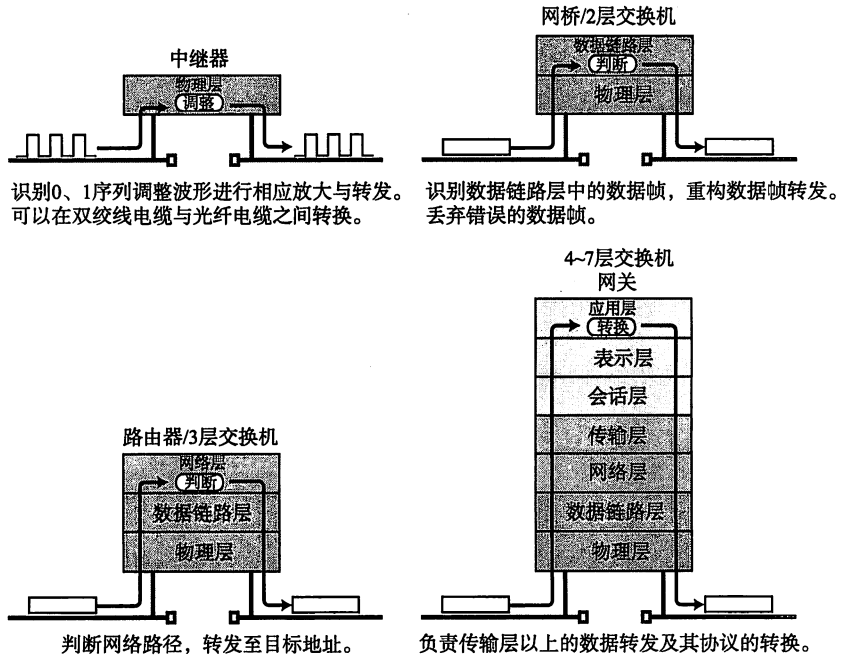 中继器
物理层
调整
识别0、1序列调整波形进行相应放大与转发。
可以在双绞线电缆与光纤电缆之间转换。
网桥/2层交换机
数据链路层
判断
物理层
识别数据链路层中的数据帧，重构数据帧转发。
丢弃错误的数据帧。
路由器/3层交换机
网络层
判断
数据链路层
物理层
判断网络路径，转发至目标地址。
4~7层交换机
网关
应用层
转换
表示层
会话层
传输层
网络层
数据链路层
物理层
负责传输层以上的数据转发及其协议的转换。